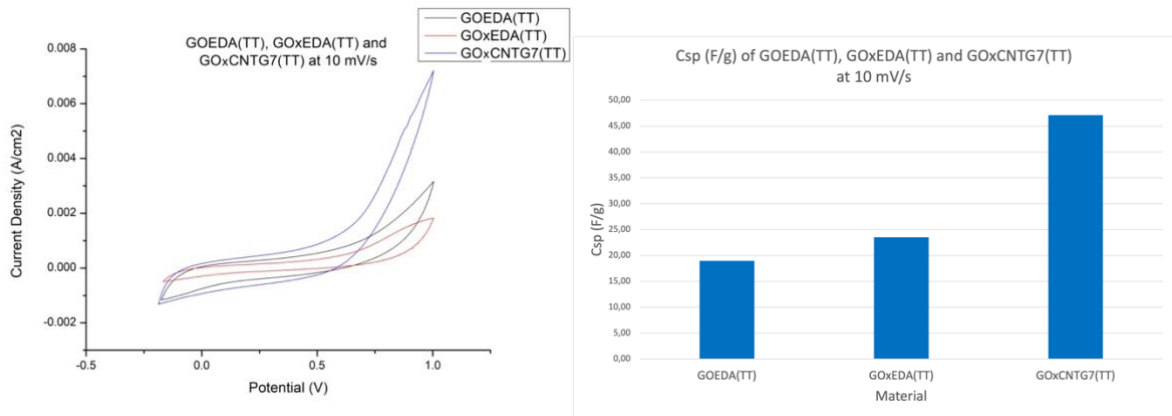 GOEDA(TT)
GOxEDA(TT)
GOxCNTG7(TT)
GOEDA(TT), GOxEDA(TT) and
GOxCNTG7(TT) at 10 mV/s
0.008
0.006
0.004
0.002
0.000
-0.002
Current Density (A/cm2)
-0.5
0.0
0.5
1.0
Potential (V)
Csp (F/g) of GOEDA(TT), GOxEDA(TT) and GOxCNTG7(TT)
at 10 mV/s
50,00
45,00
40,00
35,00
30,00
25,00
20,00
15,00
10,00
5,00
0,00
Csp (F/g)
GOEDA(TT)
GOxEDA(TT)
GOxCNTG7(TT)
Material